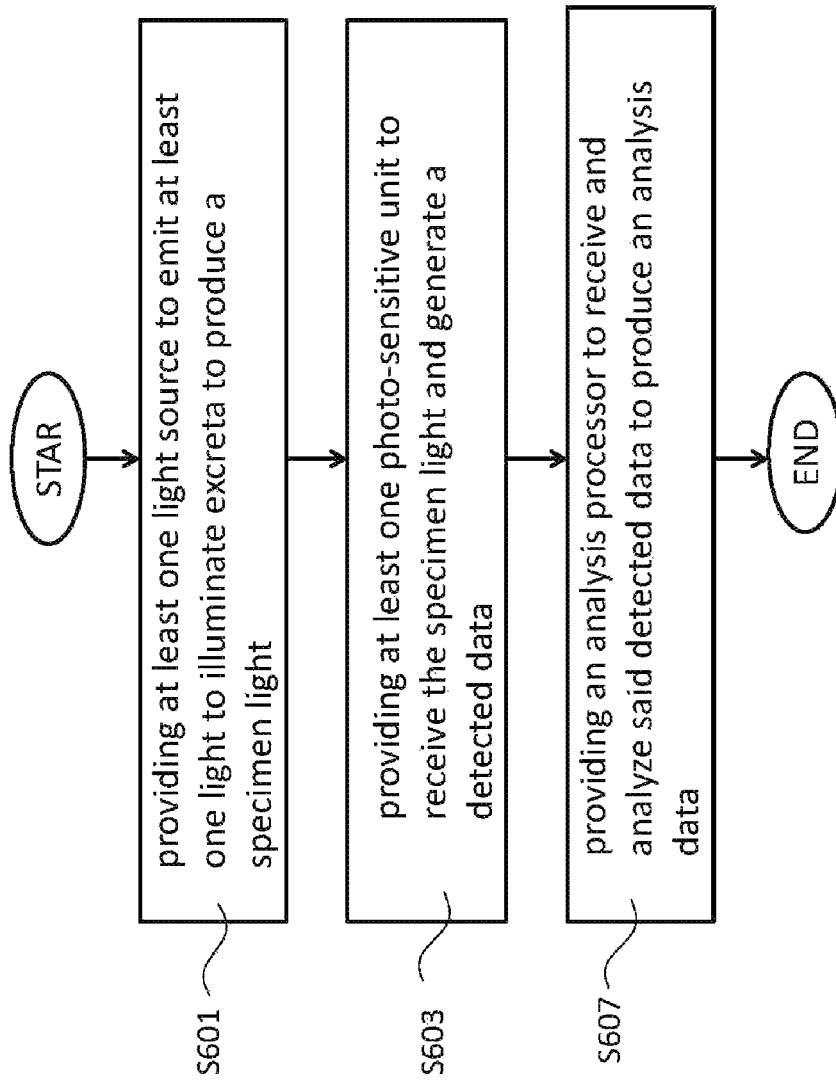 STAR
providing at least one light source to emit at least
one light to illuminate excreta to produce a
specimen light
S601
providing at least one photo-sensitive unit to
receive the specimen light and generate a
detected data
S603
providing an analysis processor to receive and
analyze said detected data to produce an analysis
data
S607
END